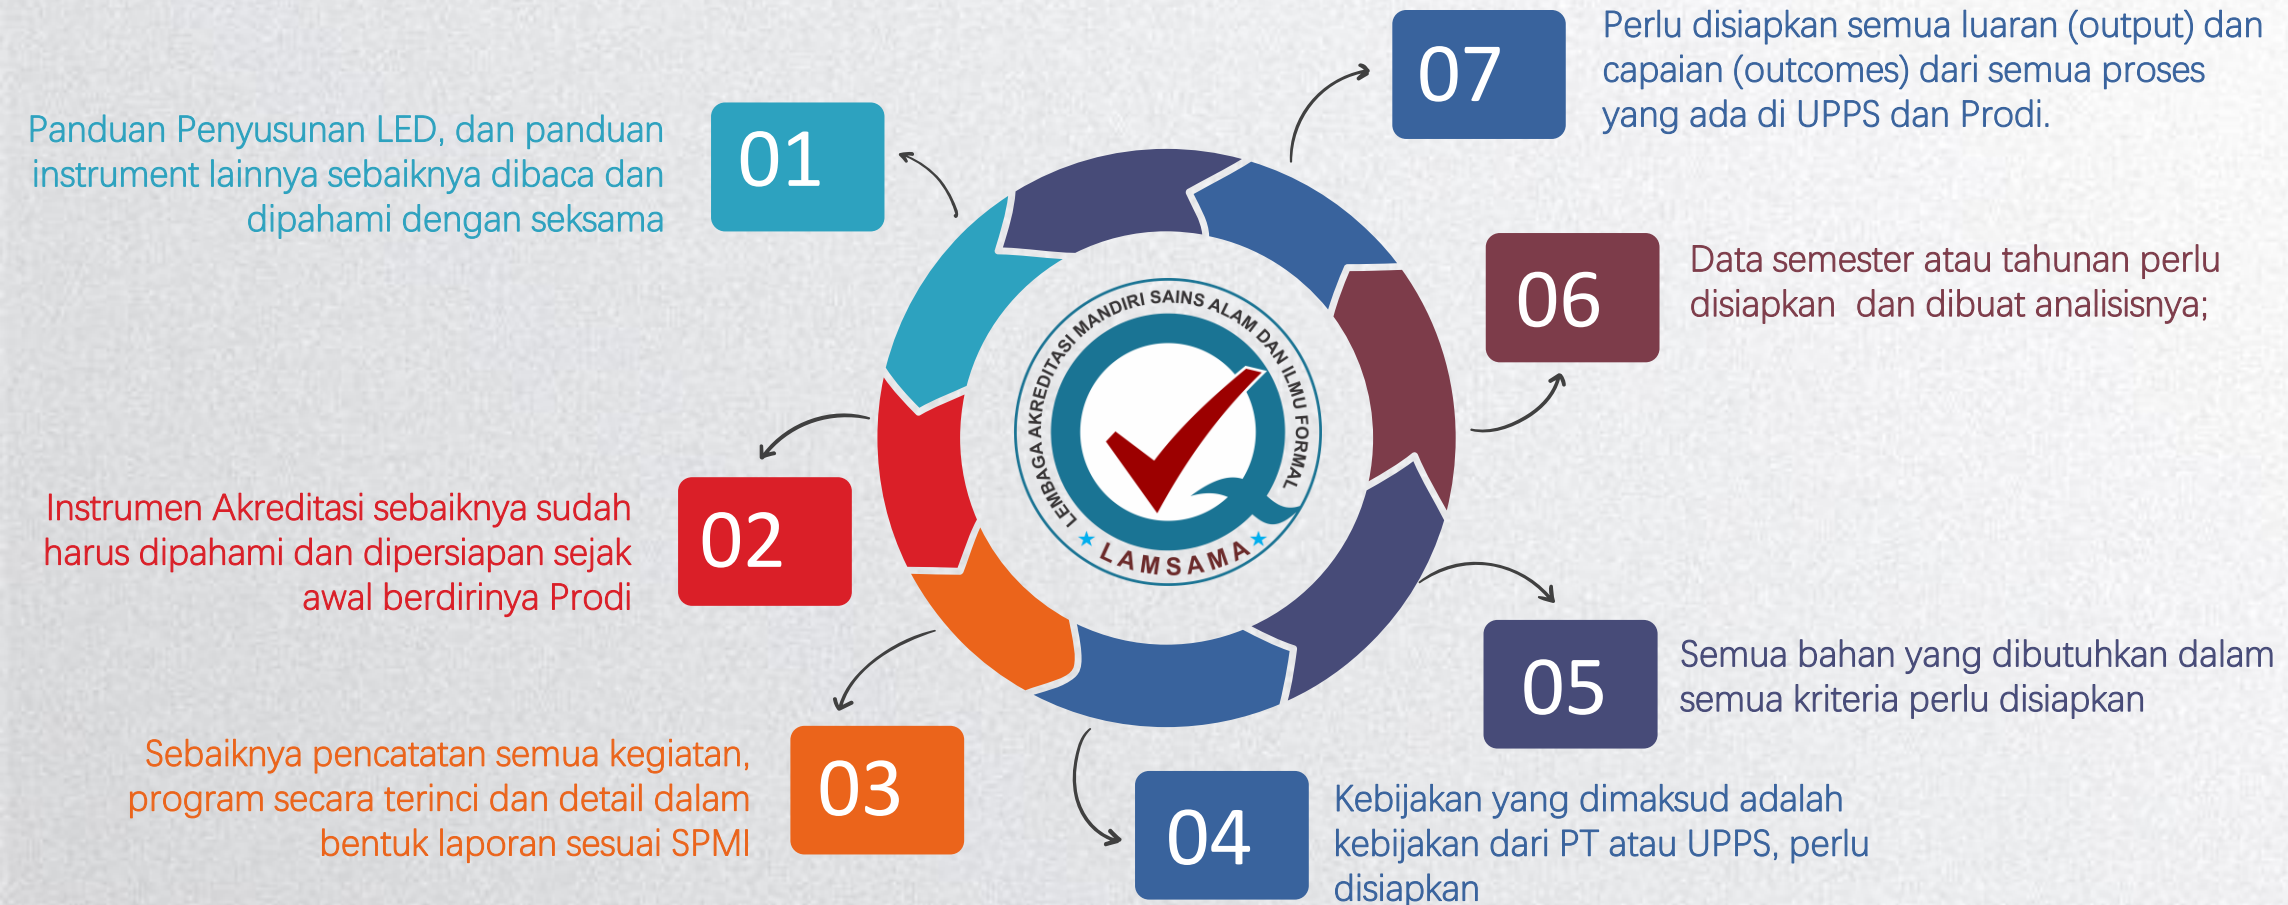 01
Panduan Penyusunan LED, dan panduan
instrument lainnya sebaiknya dibaca dan
dipahami dengan seksama
02
Instrumen Akreditasi sebaiknya sudah
harus dipahami dan dipersiapan sejak
awal berdirinya Prodi
03
Sebaiknya pencatatan semua kegiatan,
program secara terinci dan detail dalam
bentuk laporan sesuai SPMI
04
Kebijakan yang dimaksud adalah
kebijakan dari PT atau UPPS, perlu
disiapkan
05
Semua bahan yang dibutuhkan dalam
semua kriteria perlu disiapkan
06
Data semester atau tahunan perlu
disiapkan dan dibuat analisisnya;
07
Perlu disiapkan semua luaran (output) dan
capaian (outcomes) dari semua proses
yang ada di UPPS dan Prodi.
LEMBAGA AKREDITASI MANDIRI SAINS ALAM DAN ILMU FORMAL
LAMSAMA